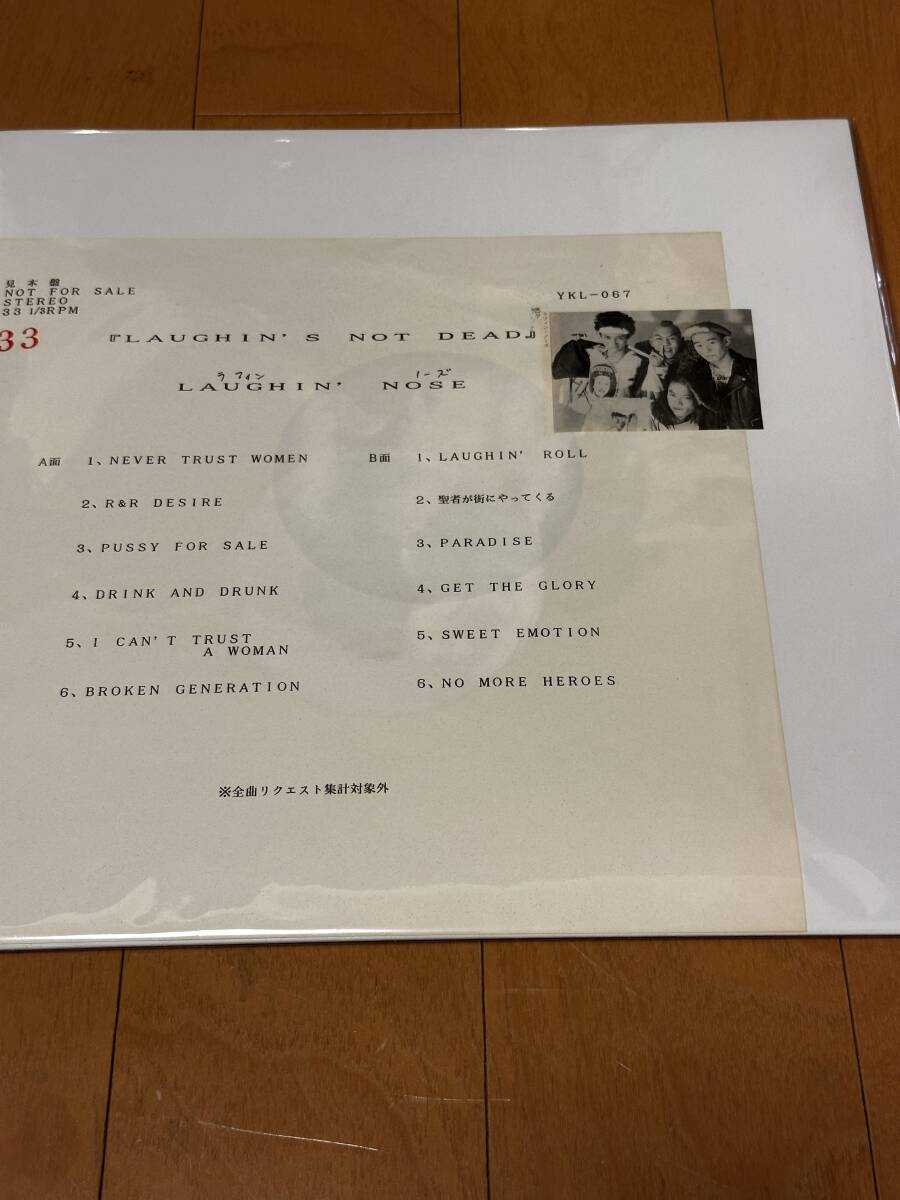 見本盤
NOT FOR SALE
STEREO
33 1/3RPM
33
YKL-067
『LAUGHIN'S NOT DEAD』
ラフィン ノーズ
LAUGHIN' NOSE
A面 1、NEVER TRUST WOMEN
2、R&R DESIRE
3、PUSSY FOR SALE
4、DRINK AND DRUNK
5、I CAN'T TRUST
A WOMAN
6、BROKEN GENERATION
B面 1、LAUGHIN' ROLL
2、聖者が街にやってくる
3、PARADISE
4、GET THE GLORY
5、SWEET EMOTION
6、NO MORE HEROES
※全曲リクエスト集計対象外